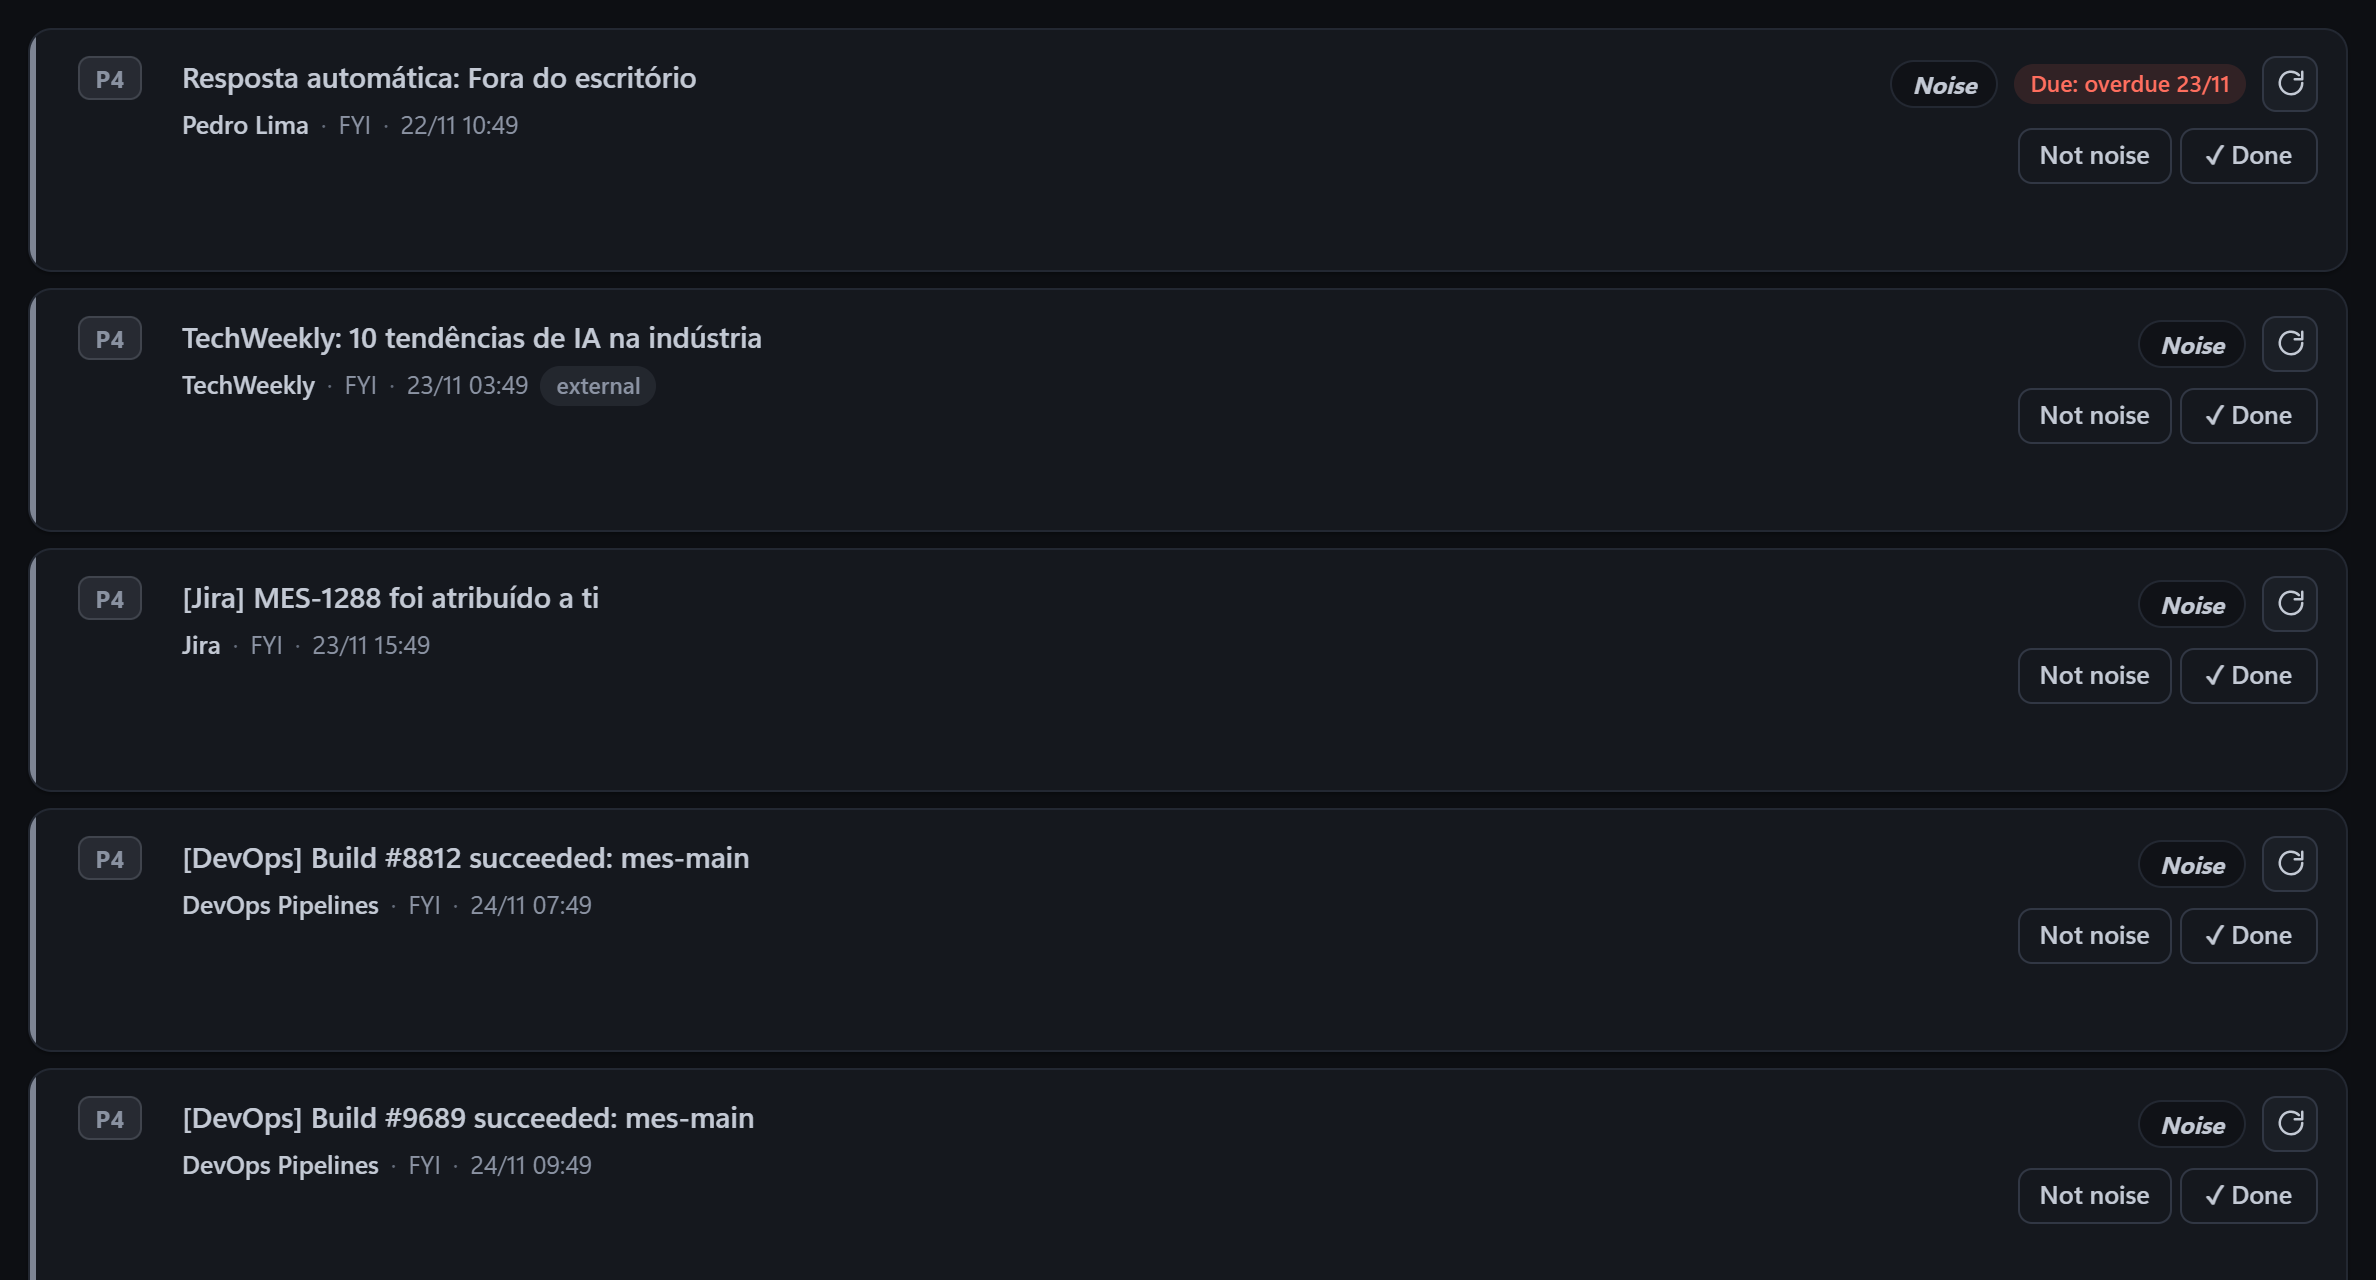 P4 Resposta automática: Fora do escritório Noise Due: overdue 23/11
Pedro Lima · FYI · 22/11 10:49
Not noise ✓ Done
P4 TechWeekly: 10 tendências de IA na indústria Noise
TechWeekly · FYI · 23/11 03:49 external
Not noise ✓ Done
P4 [Jira] MES-1288 foi atribuído a ti Noise
Jira · FYI · 23/11 15:49
Not noise ✓ Done
P4 [DevOps] Build #8812 succeeded: mes-main Noise
DevOps Pipelines · FYI · 24/11 07:49
Not noise ✓ Done
P4 [DevOps] Build #9689 succeeded: mes-main Noise
DevOps Pipelines · FYI · 24/11 09:49
Not noise ✓ Done